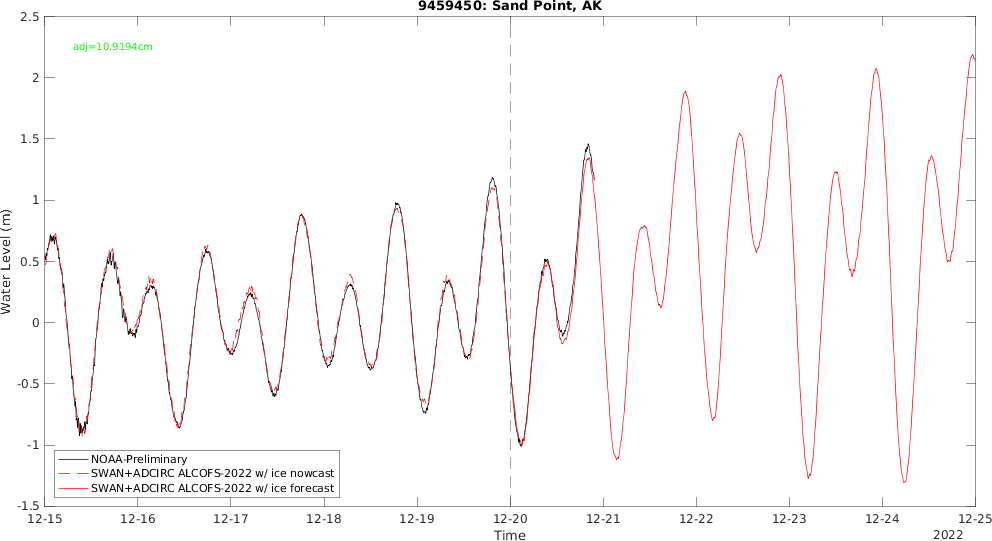 9459450: Sand Point, AK
adj=10.9194cm
2.5
2
1.5
1
0.5
0
-0.5
-1
-1.5
Water Level (m)
NOAA-Preliminary
SWAN+ADCIRC ALCOFS-2022 w/ ice nowcast
SWAN+ADCIRC ALCOFS-2022 w/ ice forecast
12-15 12-16 12-17 12-18 12-19 12-20 12-21 12-22 12-23 12-24 12-25
Time
2022